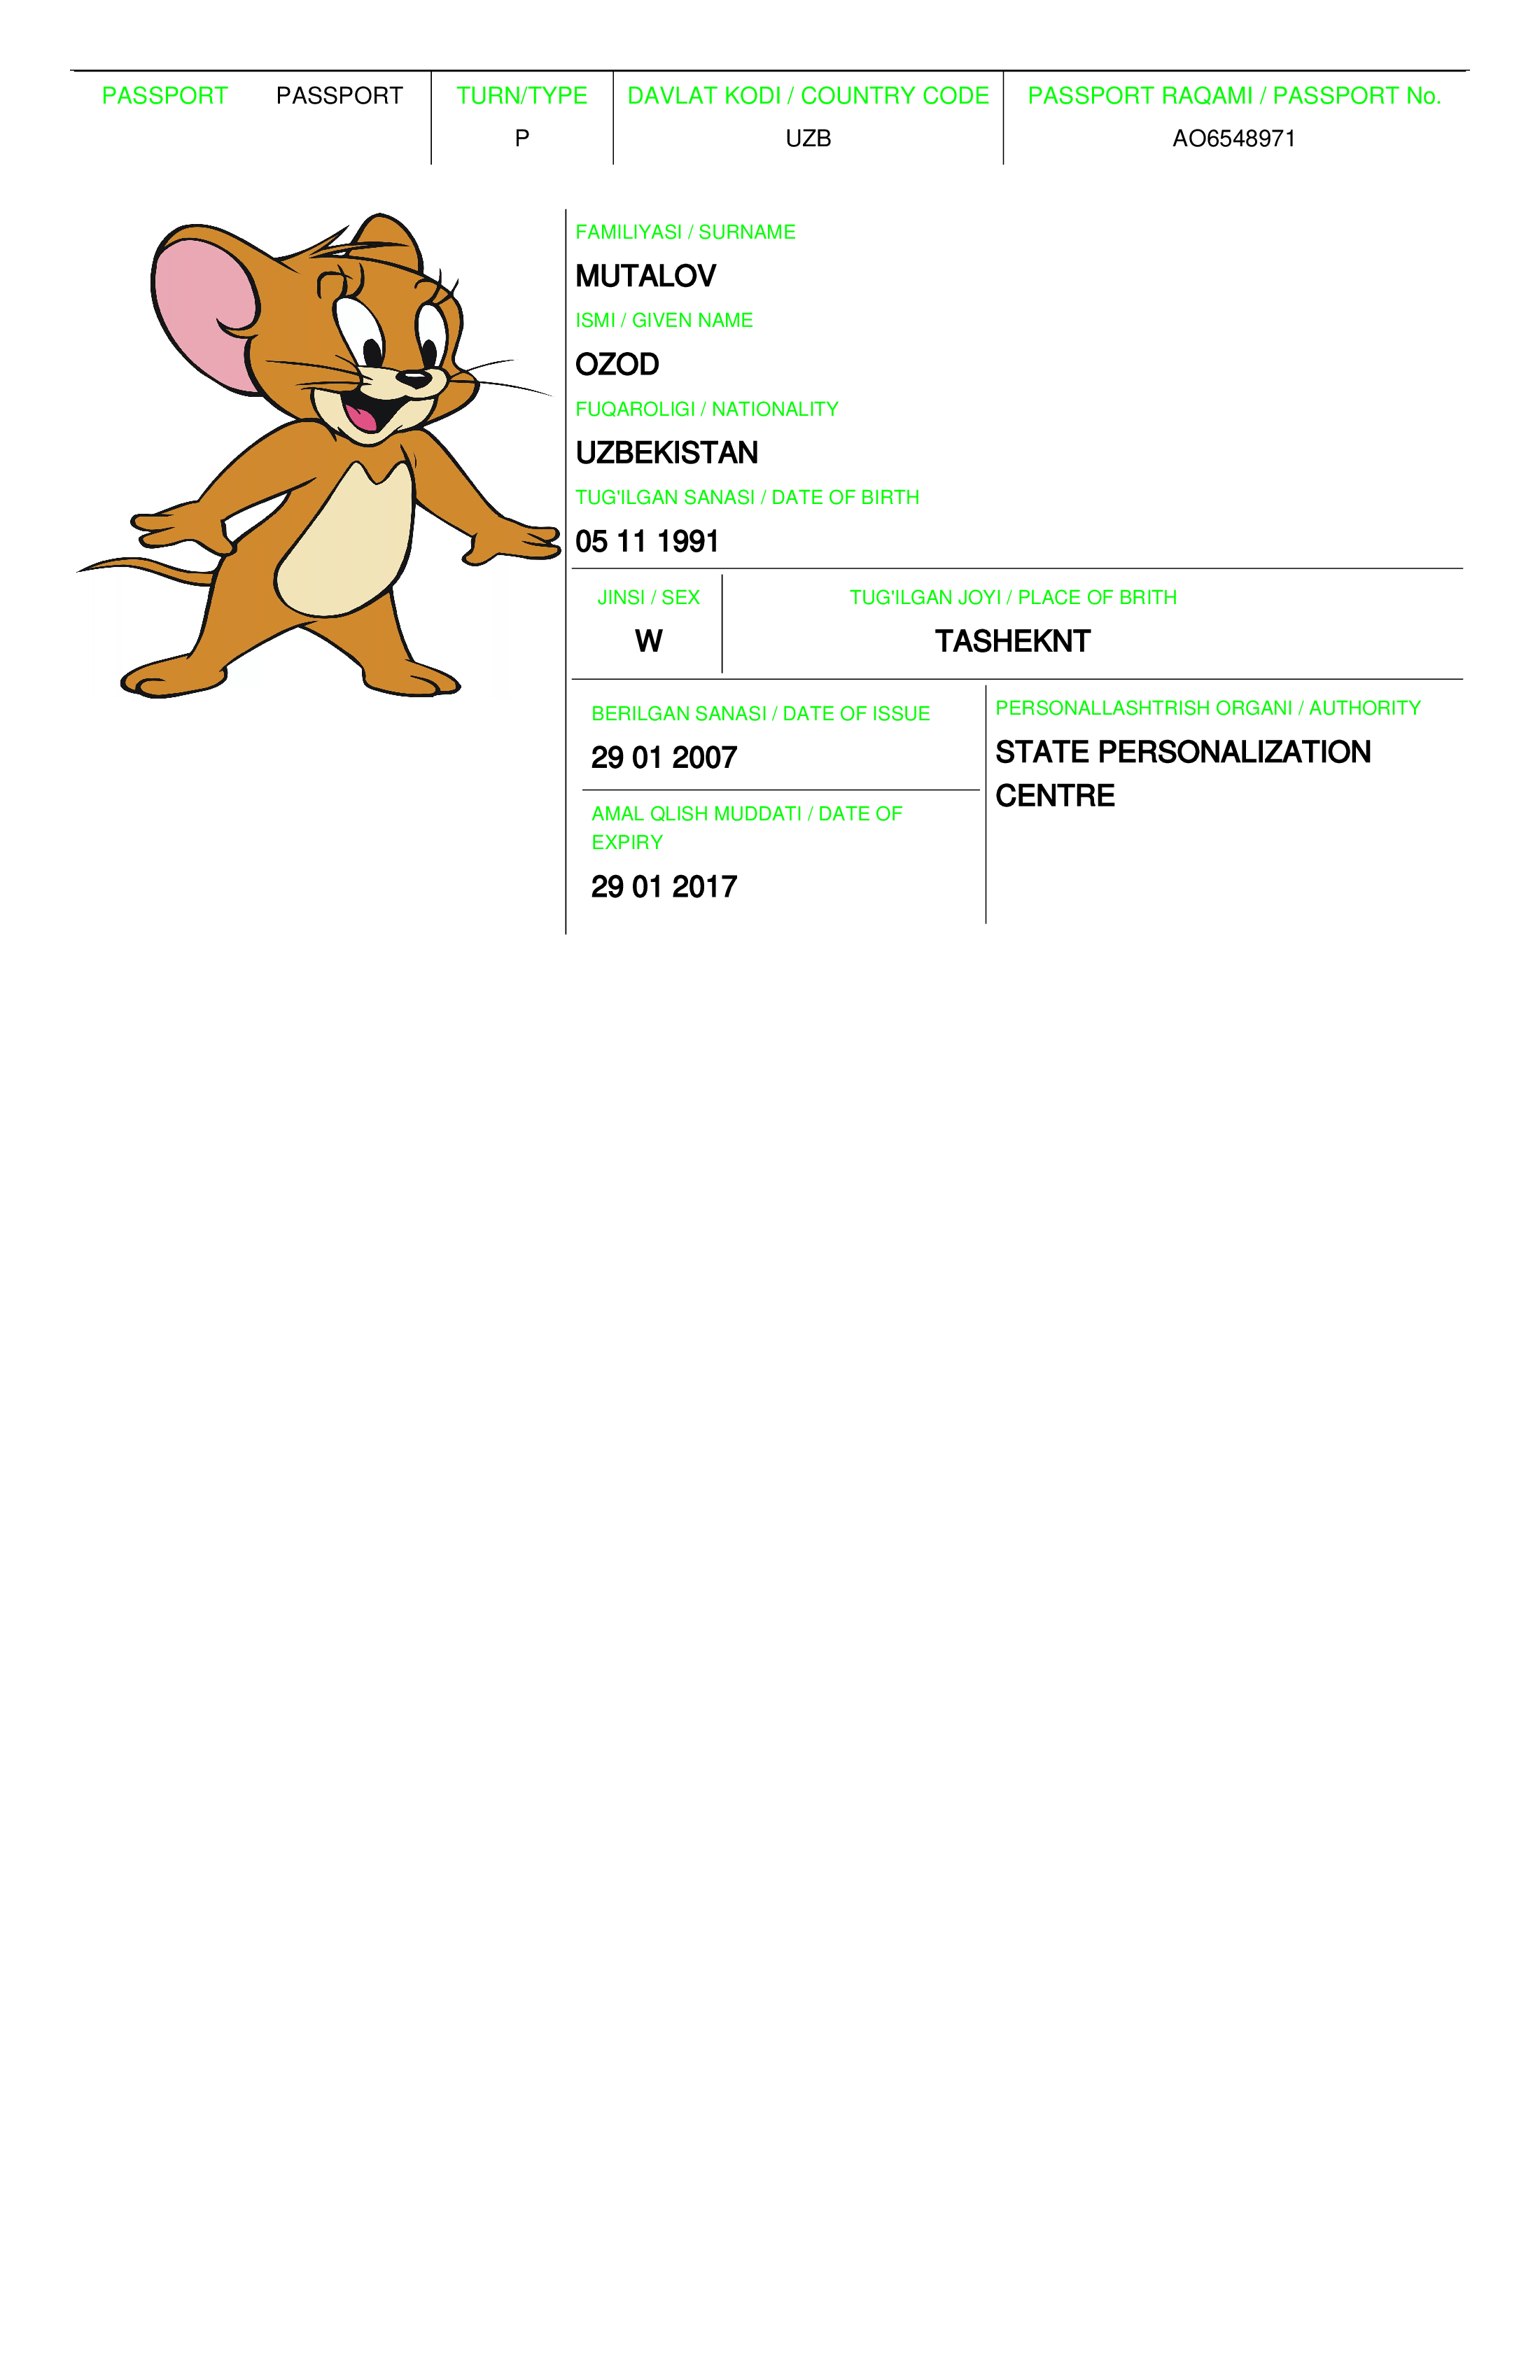 PASSPORT PASSPORT TURN/TYPE DAVLAT KODI / COUNTRY CODE PASSPORT RAQAMI / PASSPORT No.
P UZB AO6548971
FAMILIYASI / SURNAME
MUTALOV
ISMI / GIVEN NAME
OZOD
FUQAROLIGI / NATIONALITY
UZBEKISTAN
TUG'ILGAN SANASI / DATE OF BIRTH
05 11 1991
JINSI / SEX TUG'ILGAN JOYI / PLACE OF BRITH
W TASHEKNT
BERILGAN SANASI / DATE OF ISSUE
29 01 2007
AMAL QLISH MUDDATI / DATE OF
EXPIRY
29 01 2017
PERSONALLASHTRISH ORGANI / AUTHORITY
STATE PERSONALIZATION
CENTRE